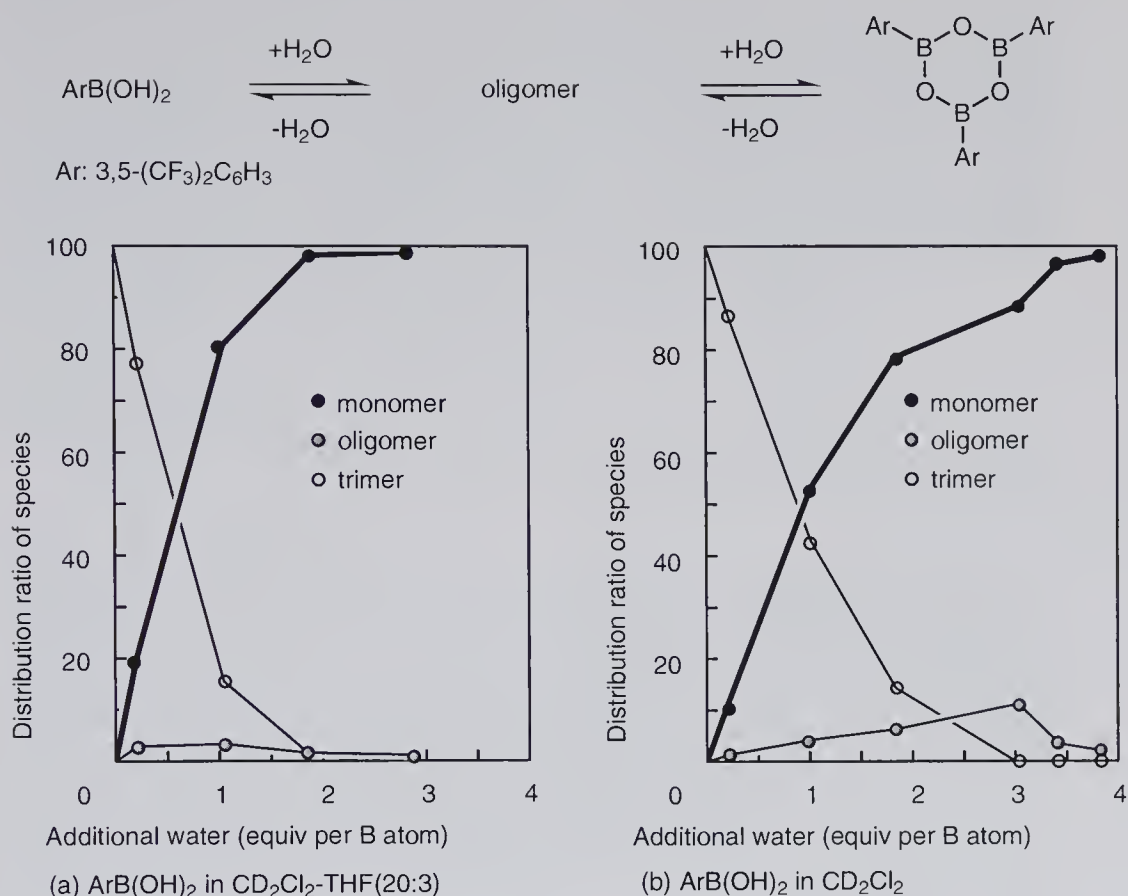 +H₂O
+H₂O
ArB(OH)₂
oligomer
-H₂O
-H₂O
Ar
O
Ar
B
B
O
O
B
Ar
Ar: 3,5-(CF₃)₂C₆H₃
Distribution ratio of species
100
80
60
40
20
0
1
2
3
4
monomer
oligomer
trimer
Additional water (equiv per B atom)
(a) ArB(OH)₂ in CD₂Cl₂-THF(20:3)
Distribution ratio of species
100
80
60
40
20
0
1
2
3
4
monomer
oligomer
trimer
Additional water (equiv per B atom)
(b) ArB(OH)₂ in CD₂Cl₂